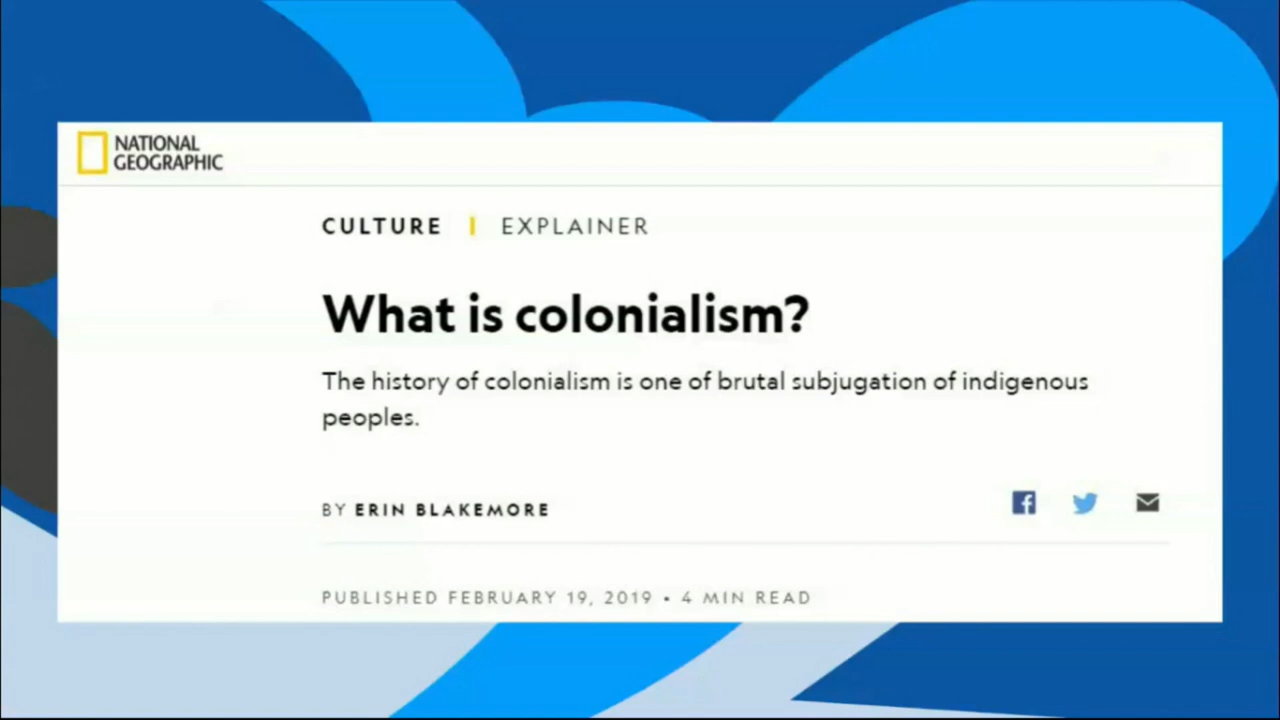 NATIONAL
GEOGRAPHIC
CULTURE | EXPLAINER
What is colonialism?
The history of colonialism is one of brutal subjugation of indigenous
peoples.
BY ERIN BLAKEMORE
PUBLISHED FEBRUARY 19, 2019 • 4 MIN READ